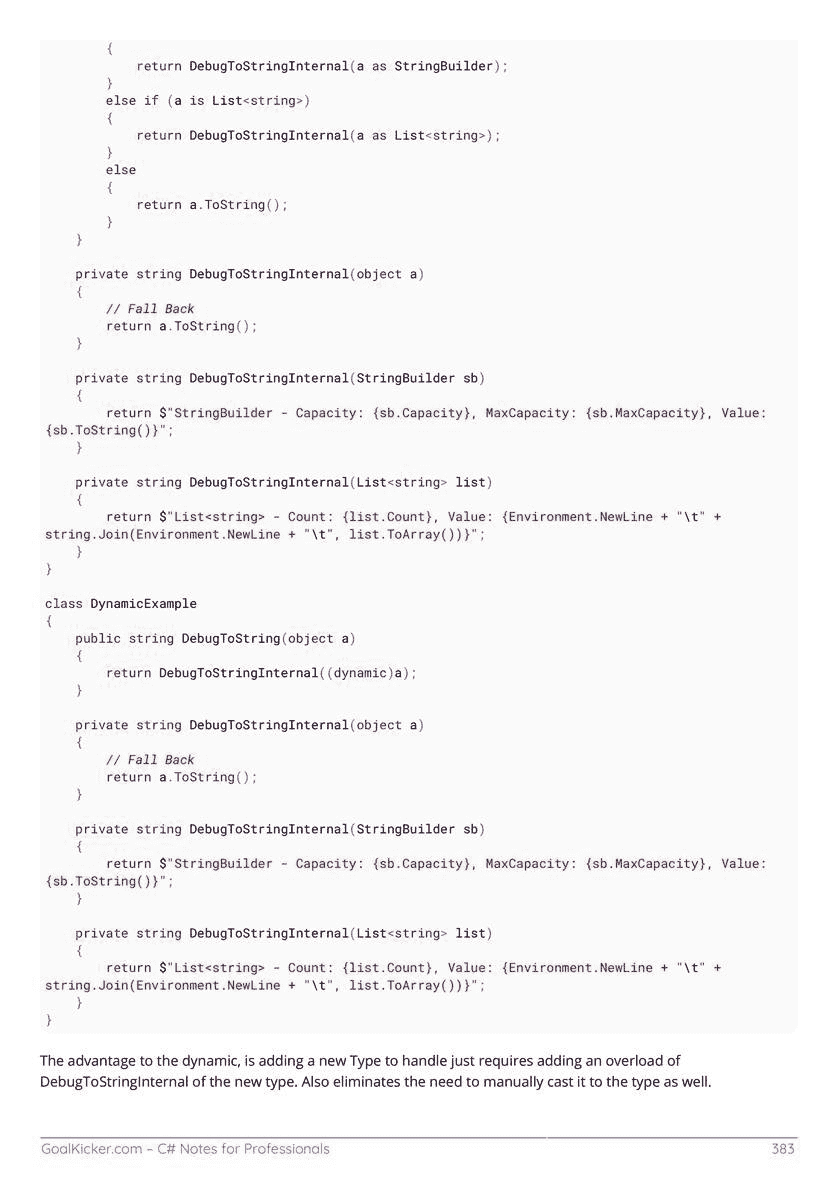 {
            return DebugToStringInternal(a as StringBuilder);
        }
        else if (a is List<string>)
        {
            return DebugToStringInternal(a as List<string>);
        }
        else
        {
            return a.ToString();
        }
    }

    private string DebugToStringInternal(object a)
    {
        // Fall Back
        return a.ToString();
    }

    private string DebugToStringInternal(StringBuilder sb)
    {
        return $"StringBuilder - Capacity: {sb.Capacity}, MaxCapacity: {sb.MaxCapacity}, Value:
{sb.ToString()}";
    }

    private string DebugToStringInternal(List<string> list)
    {
        return $"List<string> - Count: {list.Count}, Value: {Environment.NewLine + "\t" +
string.Join(Environment.NewLine + "\t", list.ToArray())}";
    }
}

class DynamicExample
{
    public string DebugToString(object a)
    {
        return DebugToStringInternal((dynamic)a);
    }

    private string DebugToStringInternal(object a)
    {
        // Fall Back
        return a.ToString();
    }

    private string DebugToStringInternal(StringBuilder sb)
    {
        return $"StringBuilder - Capacity: {sb.Capacity}, MaxCapacity: {sb.MaxCapacity}, Value:
{sb.ToString()}";
    }

    private string DebugToStringInternal(List<string> list)
    {
        return $"List<string> - Count: {list.Count}, Value: {Environment.NewLine + "\t" +
string.Join(Environment.NewLine + "\t", list.ToArray())}";
    }
}

The advantage to the dynamic, is adding a new Type to handle just requires adding an overload of
DebugToStringInternal of the new type. Also eliminates the need to manually cast it to the type as well.

GoalKicker.com – C# Notes for Professionals 383